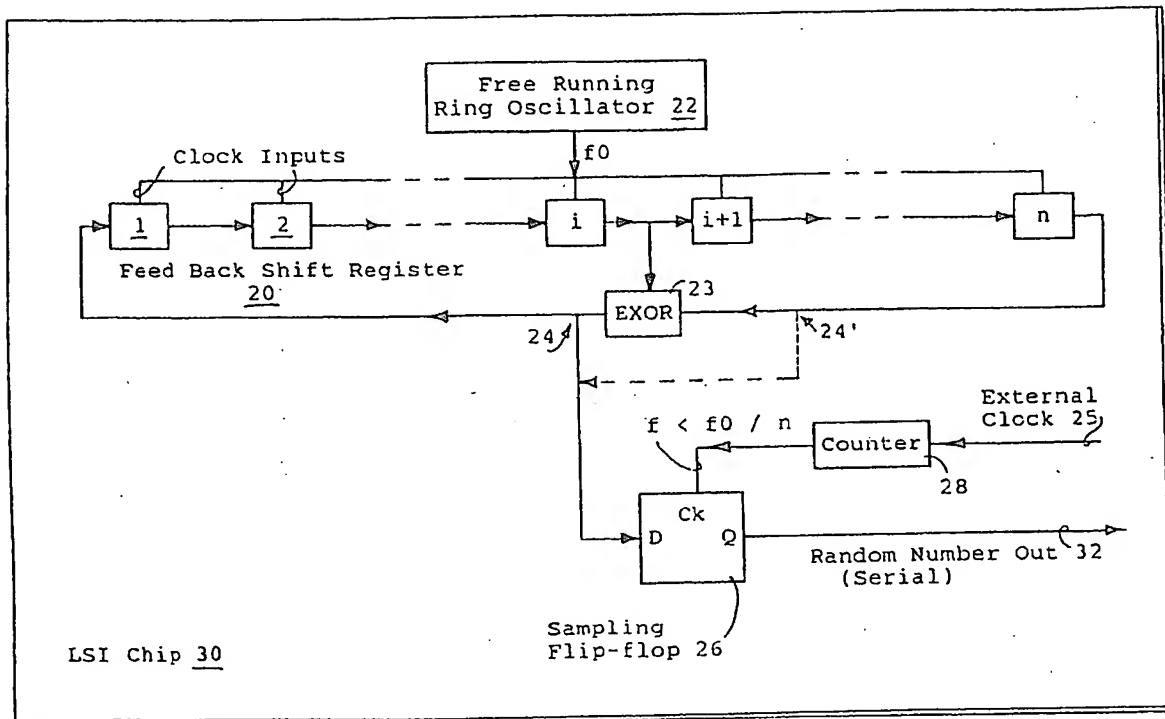 Free Running
Ring Oscillator 22
f0
Clock Inputs
1
2
i
i+1
n
Feed Back Shift Register
20
EXOR
23
24
24'
External
Clock 25
f < f0 / n
Counter
28
Ck
D
Q
Random Number Out 32
(Serial)
Sampling
Flip-flop 26
LSI Chip 30